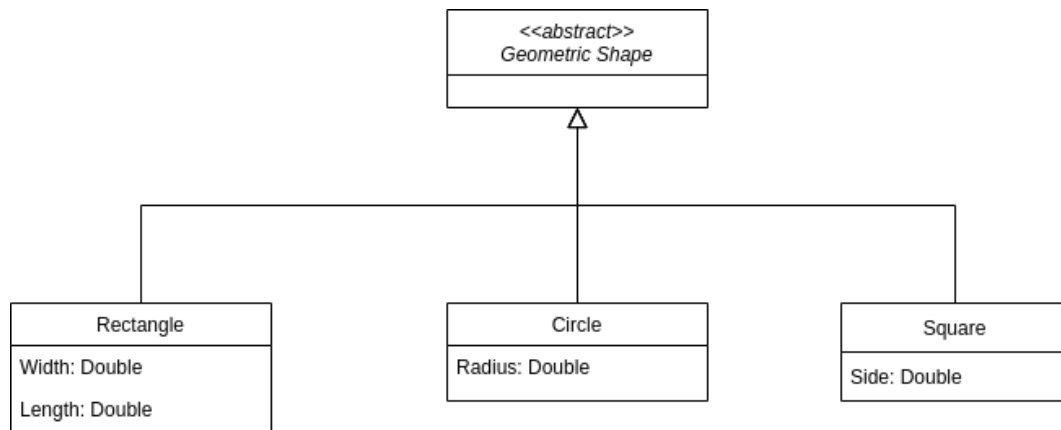 <<abstract>>
Geometric Shape
Rectangle
Width: Double
Length: Double
Circle
Radius: Double
Square
Side: Double